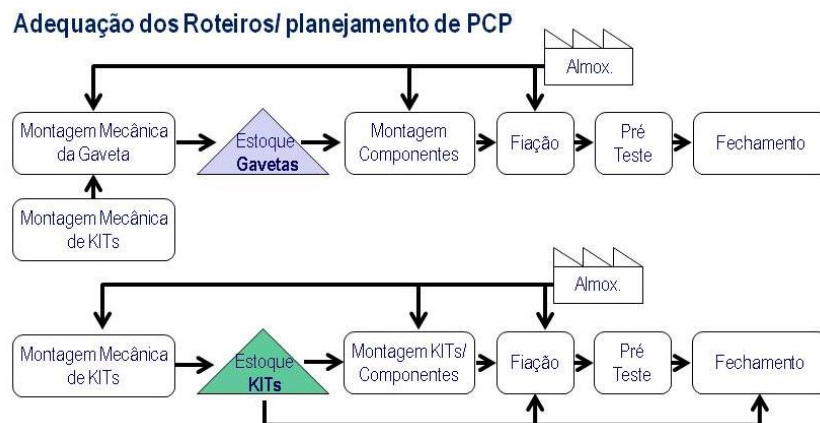 Adequação dos Roteiros/ planejamento de PCP
Almox.
Montagem Mecânica
da Gaveta
Estoque
Gavetas
Montagem
Componentes
Fiação
Pré
Teste
Fechamento
Montagem Mecânica
de KITs
Almox.
Montagem Mecânica
de KITs
Estoque
KITs
Montagem KITs/
Componentes
Fiação
Pré
Teste
Fechamento